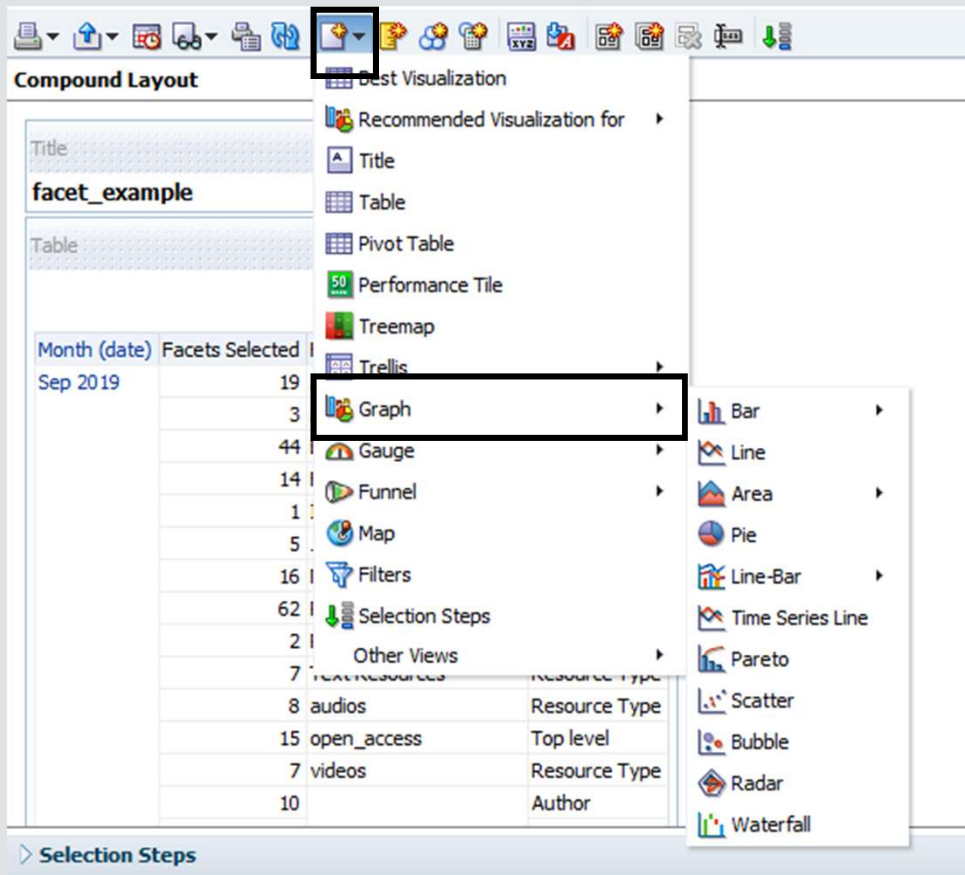 Compound Layout
Title
facet_example
Table
Month (date) Facets Selected
Sep 2019 19
3
44
14
1
5
16
62
2
7 Text Resources Resource Type
8 audios Resource Type
15 open_access Top level
7 videos Resource Type
10 Author
Selection Steps
XYZ
Best Visualization
Recommended Visualization for
A Title
Table
Pivot Table
50 Performance Tile
Treemap
Trellis
Graph
Gauge
Funnel
Map
Filters
Selection Steps
Other Views
Bar
Line
Area
Pie
Line-Bar
Time Series Line
Pareto
Scatter
Bubble
Radar
Waterfall